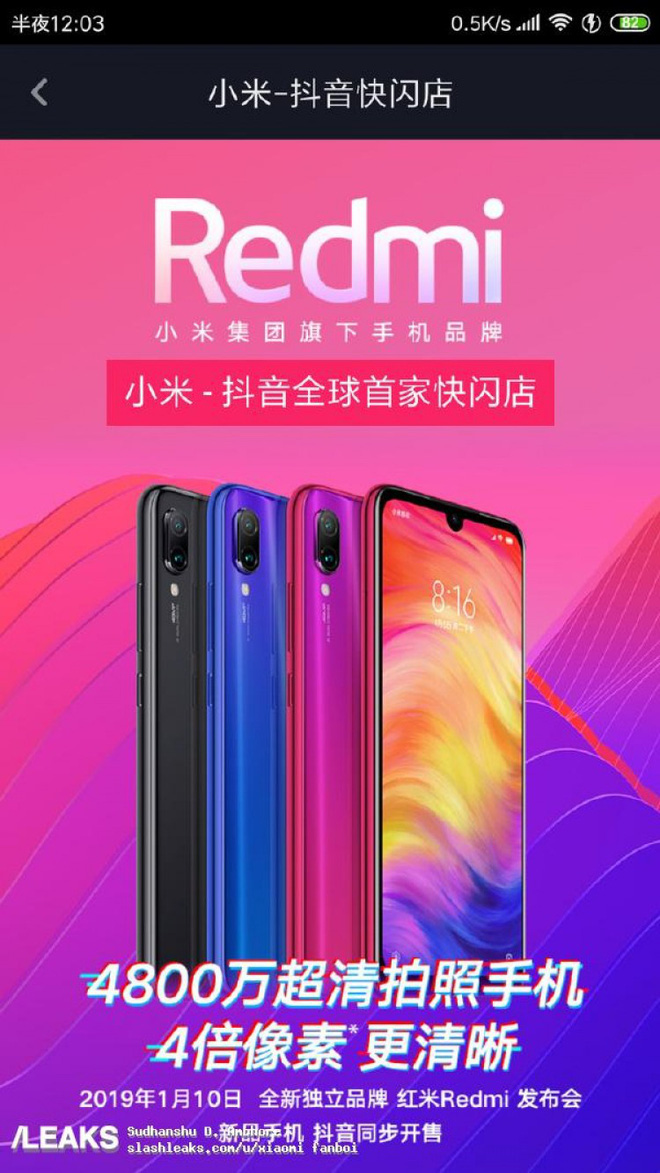 半夜12:03 0.5K/s 82
小米-抖音快闪店
Redmi
小米集团旗下手机品牌
小米 - 抖音全球首家快闪店
8:16
4800万超清拍照手机
4倍像素*更清晰
2019年1月10日 全新独立品牌 红米Redmi 发布会
新品手机 抖音同步开售
/LEAKS
Sudhanshu D. Ambhore
slashleaks.com/u/xiaomi fanboi